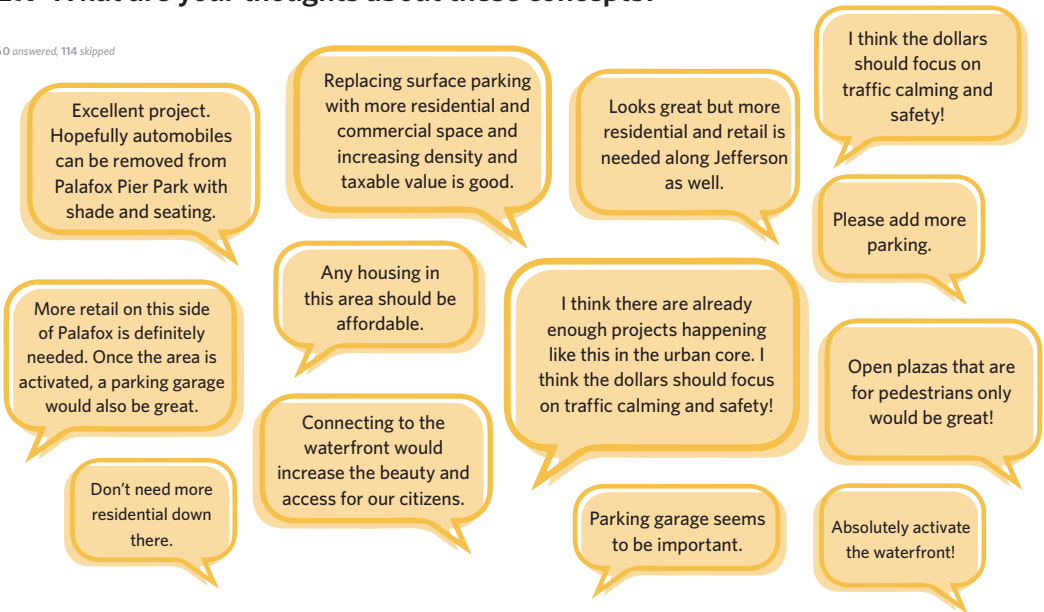 What are your thoughts about these concepts?
0 answered, 114 skipped
Excellent project.
Hopefully automobiles
can be removed from
Palafox Pier Park with
shade and seating.
Replacing surface parking
with more residential and
commercial space and
increasing density and
taxable value is good.
Looks great but more
residential and retail is
needed along Jefferson
as well.
I think the dollars
should focus on
traffic calming and
safety!
Please add more
parking.
Any housing in
this area should be
affordable.
More retail on this side
of Palafox is definitely
needed. Once the area is
activated, a parking garage
would also be great.
I think there are already
enough projects happening
like this in the urban core. I
think the dollars should focus
on traffic calming and safety!
Open plazas that are
for pedestrians only
would be great!
Connecting to the
waterfront would
increase the beauty and
access for our citizens.
Don't need more
residential down
there.
Parking garage seems
to be important.
Absolutely activate
the waterfront!